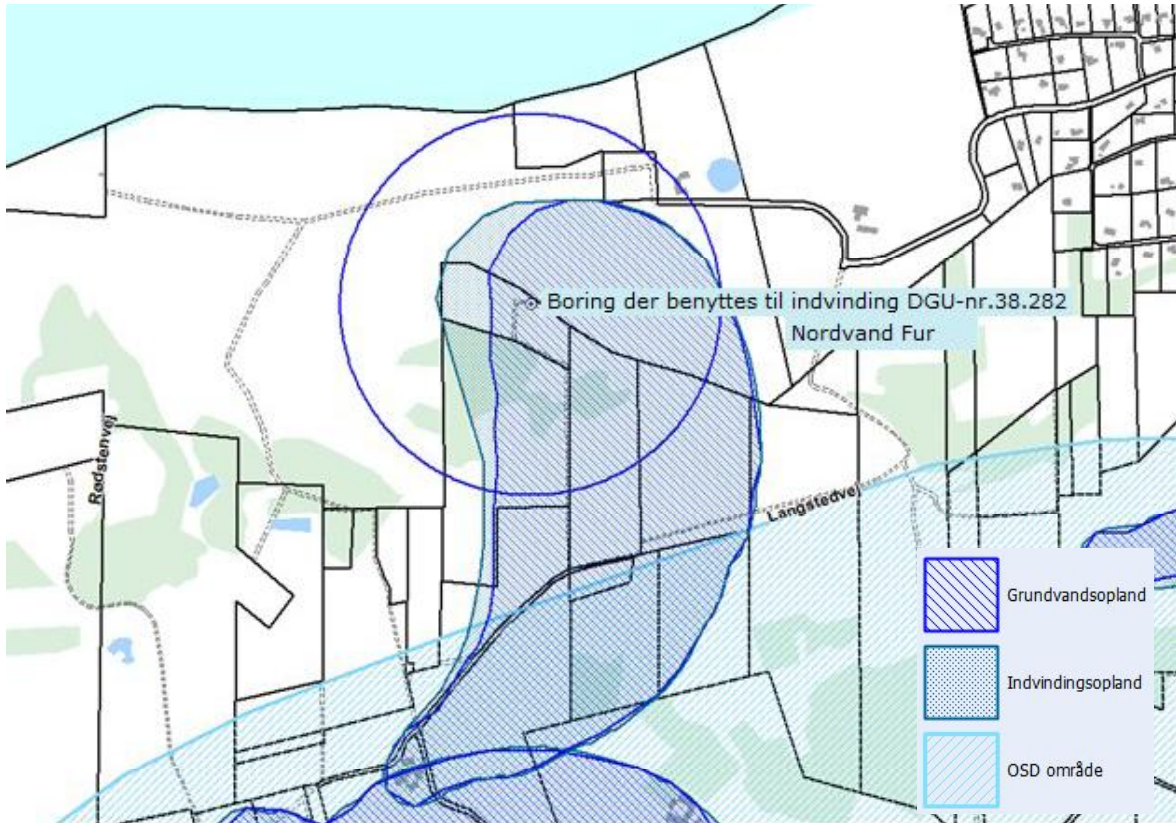 Boring der benyttes til indvinding DGU-nr.38.282
Nordvand Fur
Rødstenvej
Langstedvej
Grundvandsopland
Indvindingsopland
OSD område